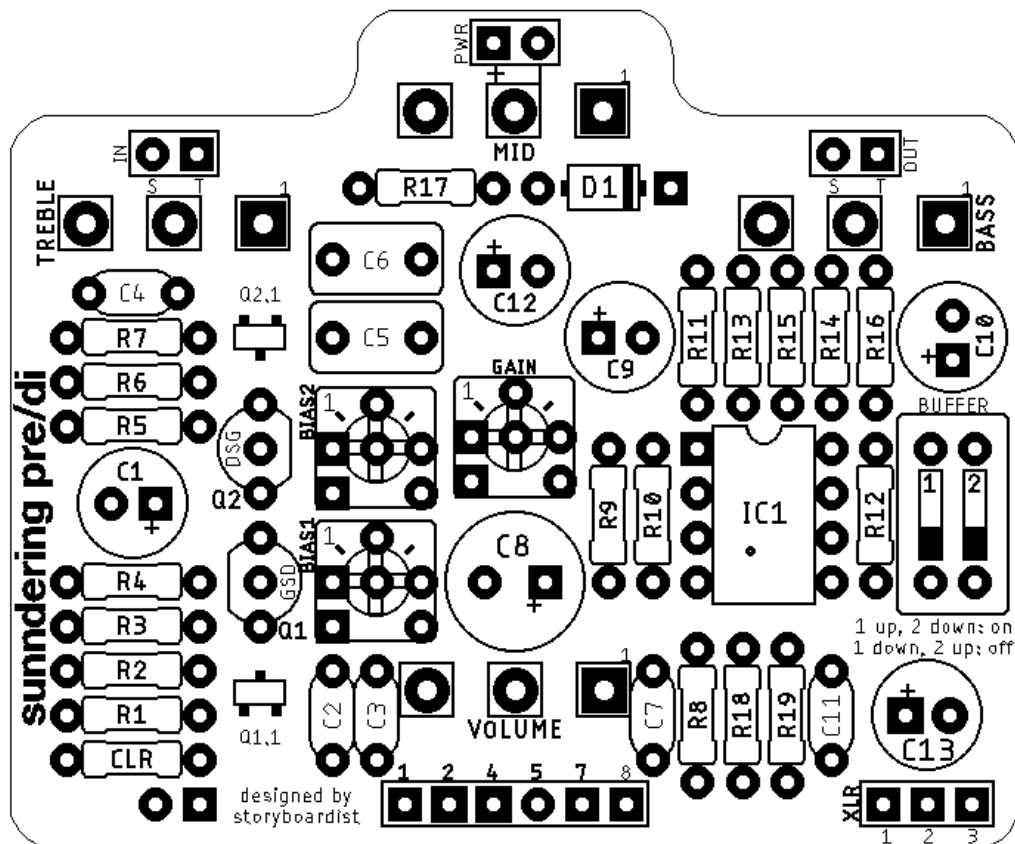 PWR
+
1
MID
IN
S T
OUT
S T
R17
D1
TREBLE
1
1
BASS
C6
+
C12
C4
Q2.1
C5
+
C9
R11
R13
R15
R14
R16
+
C10
R7
R6
R5
BIAS2
1
GAIN
1
BUFFER
DSG
Q2
C1
+
R9
R10
IC1
R12
1 2
sunndering pre/di
BIAS1
1
C8
+
GSD
Q1
R4
R3
R2
R1
CLR
1 up, 2 down: on
1 down, 2 up: off
Q1.1
C2
C3
1
VOLUME
C7
R8
R18
R19
C11
+
C13
designed by
storyboardist
1 2 4 5 7 8
XLR
1 2 3